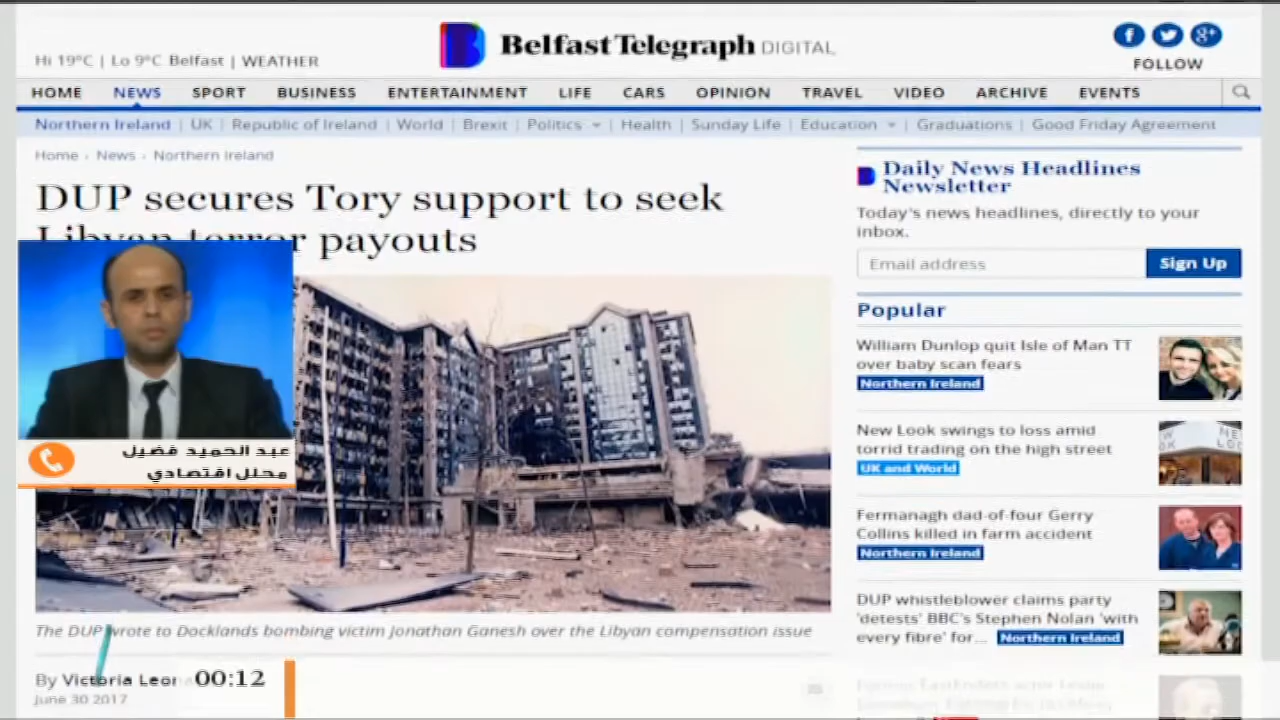 Belfast Telegraph DIGITAL
FOLLOW
Hi 19°C | Lo 9°C Belfast | WEATHER
HOME NEWS SPORT BUSINESS ENTERTAINMENT LIFE CARS OPINION TRAVEL VIDEO ARCHIVE EVENTS
Northern Ireland | UK | Republic of Ireland | World | Brexit | Politics | Health | Sunday Life | Education | Graduations | Good Friday Agreement
Home › News › Northern Ireland
DUP secures Tory support to seek
Libyan terror payouts
عبد الحميد فضيل
محلل اقتصادي
The DUP wrote to Docklands bombing victim Jonathan Ganesh over the Libyan compensation issue
By Victoria Leon
June 30 2017
00:12
Daily News Headlines
Newsletter
Today's news headlines, directly to your
inbox.
Email address
Sign Up
Popular
William Dunlop quit Isle of Man TT
over baby scan fears
Northern Ireland
New Look swings to loss amid
torrid trading on the high street
UK and World
Fermanagh dad-of-four Gerry
Collins killed in farm accident
Northern Ireland
DUP whistleblower claims party
'detests' BBC's Stephen Nolan 'with
every fibre' for... Northern Ireland